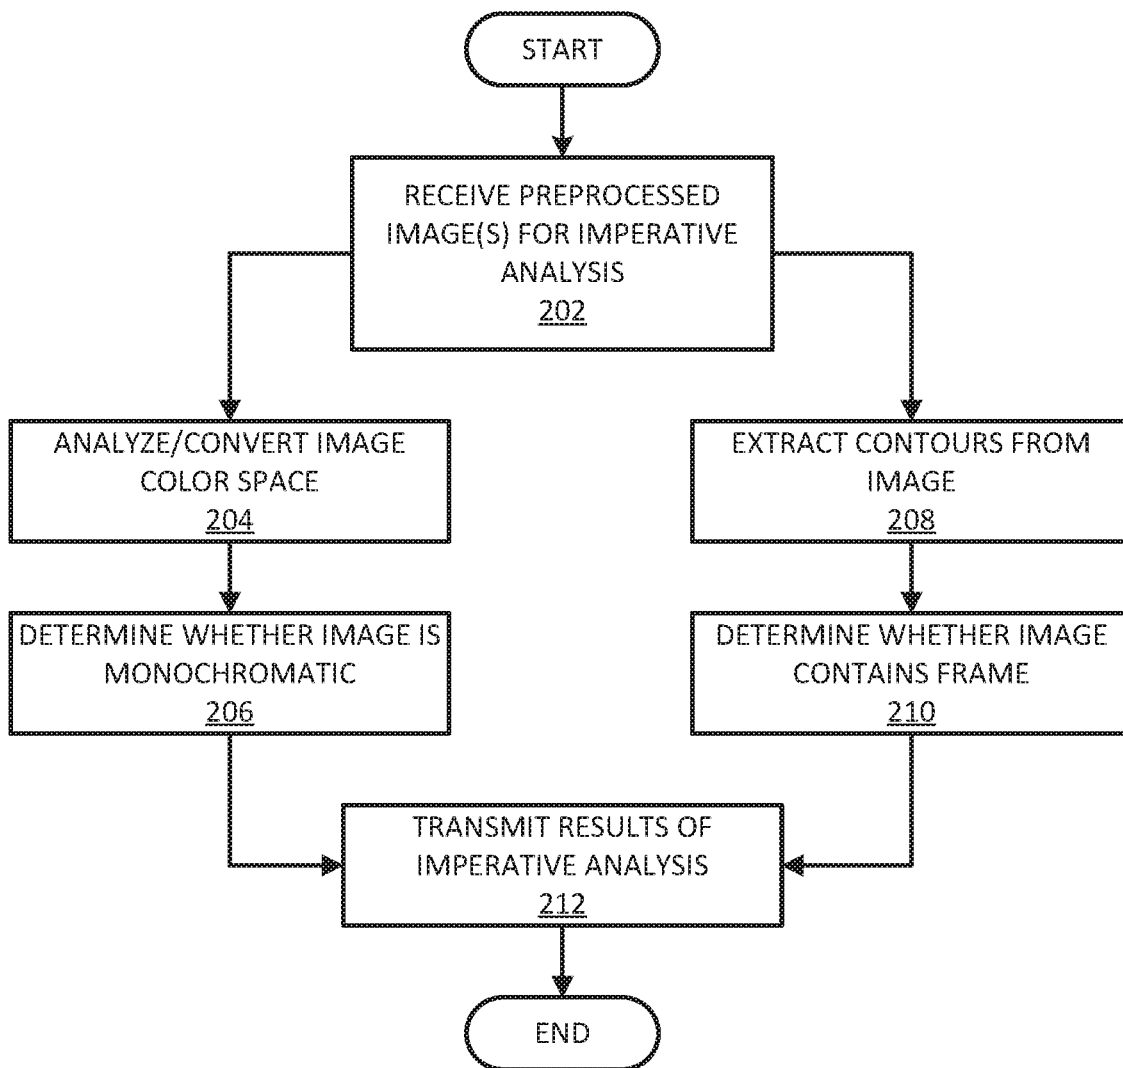 START
RECEIVE PREPROCESSED
IMAGE(S) FOR IMPERATIVE
ANALYSIS
202
ANALYZE/CONVERT IMAGE
COLOR SPACE
204
DETERMINE WHETHER IMAGE IS
MONOCHROMATIC
206
EXTRACT CONTOURS FROM
IMAGE
208
DETERMINE WHETHER IMAGE
CONTAINS FRAME
210
TRANSMIT RESULTS OF
IMPERATIVE ANALYSIS
212
END